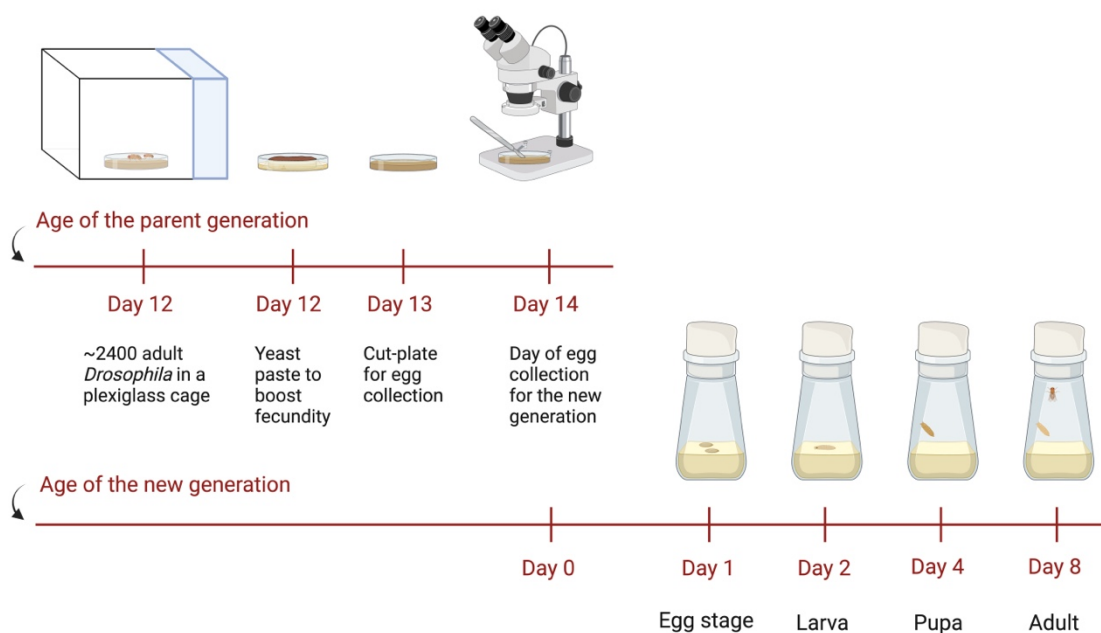 Age of the parent generation
Day 12
Day 12
Day 13
Day 14
~2400 adult
Drosophila in a
plexiglass cage
Yeast
paste to
boost
fecundity
Cut-plate
for egg
collection
Day of egg
collection
for the new
generation
Age of the new generation
Day 0
Day 1
Day 2
Day 4
Day 8
Egg stage
Larva
Pupa
Adult